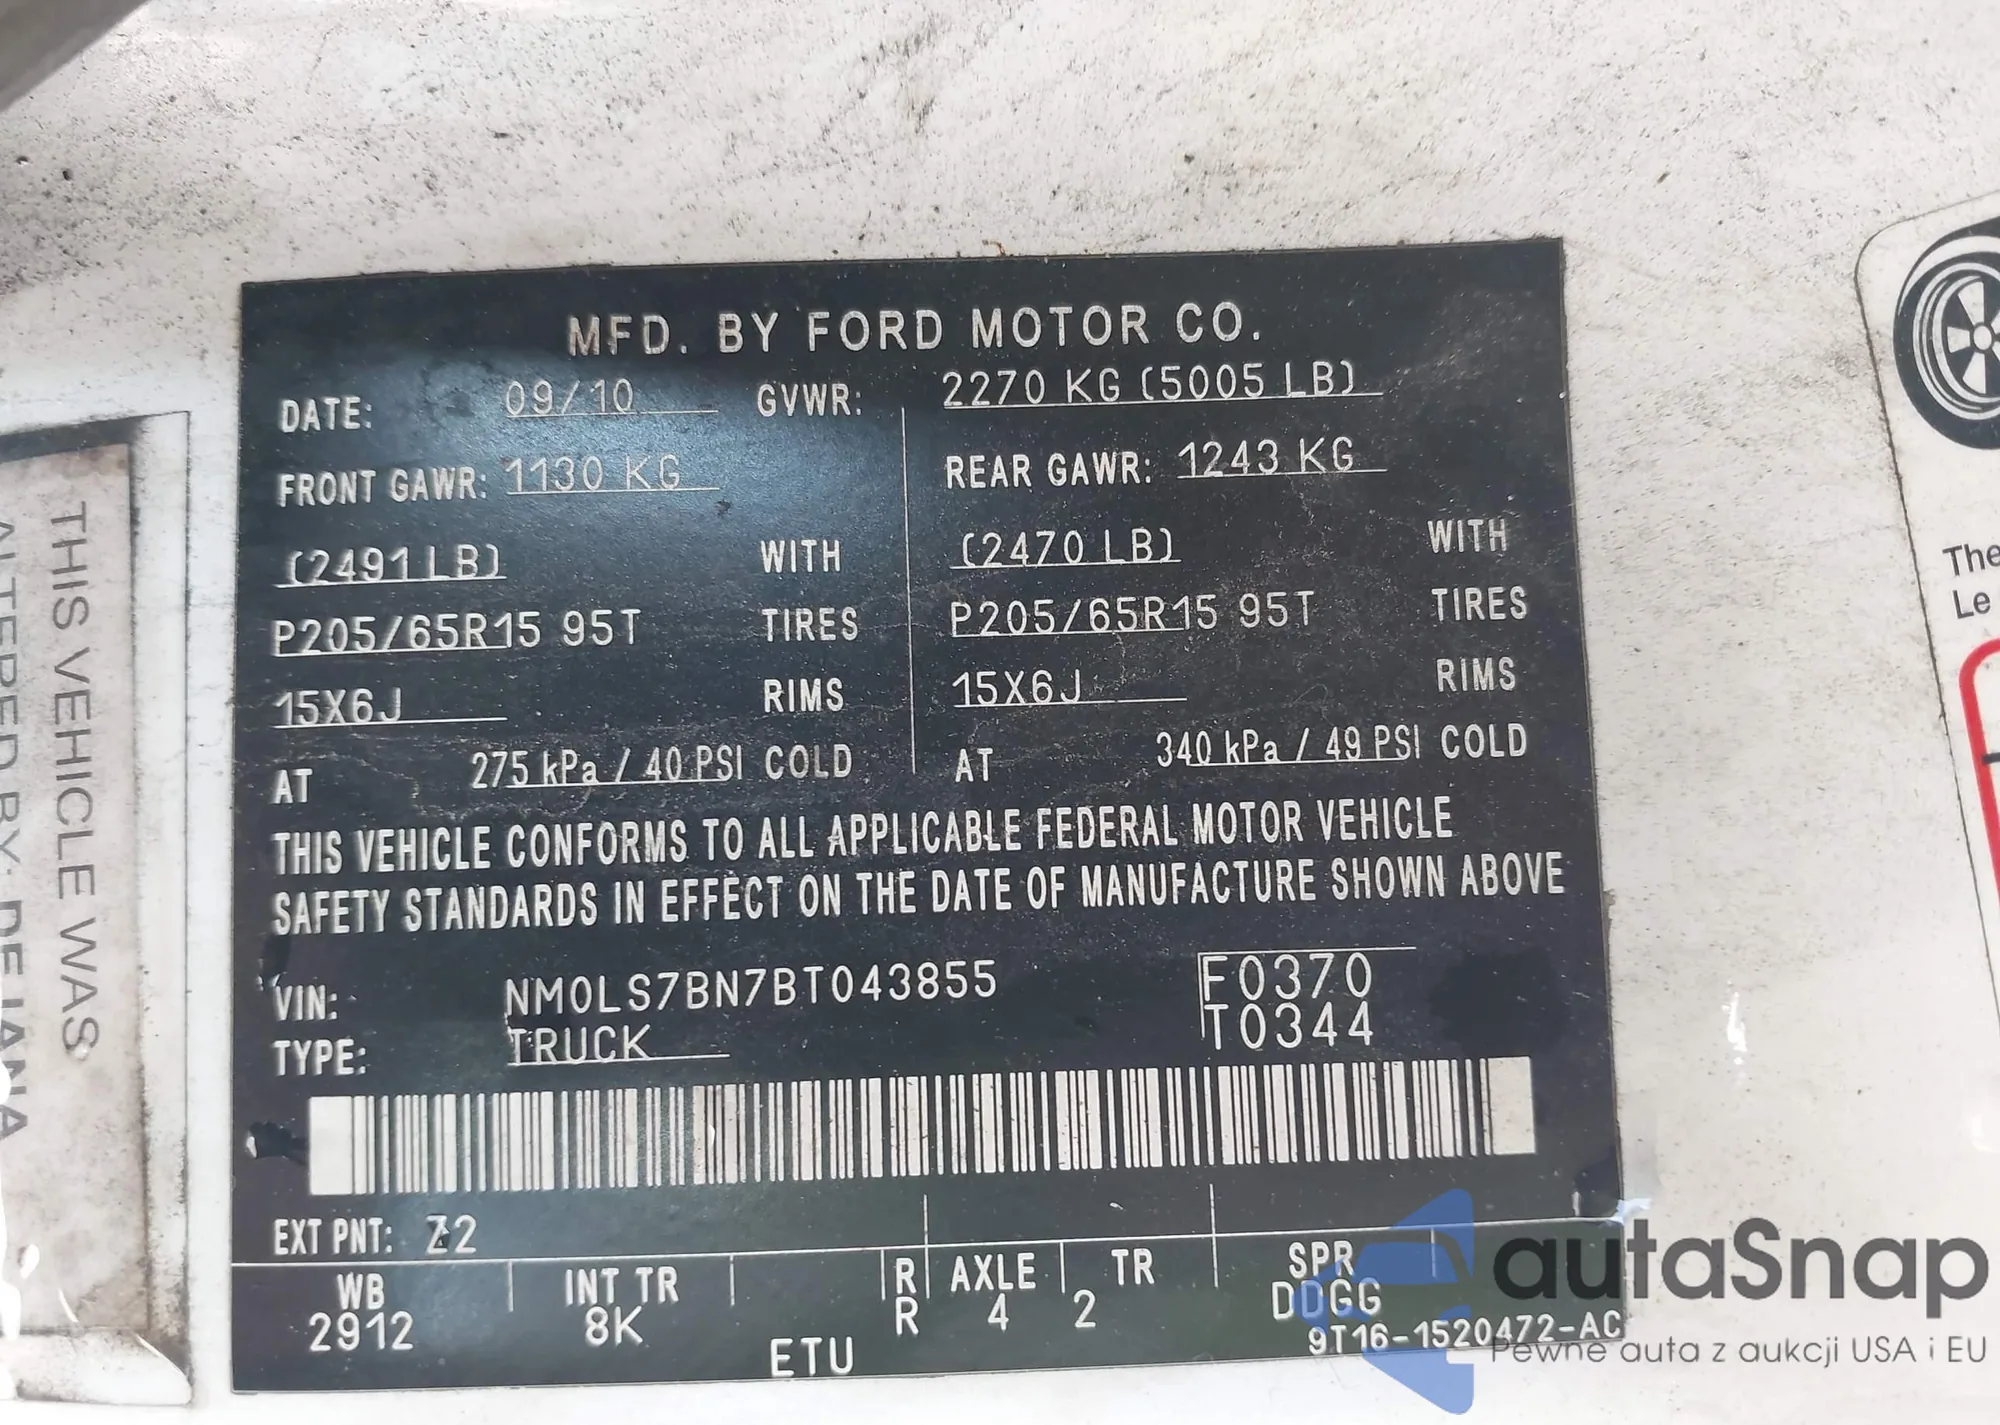 MFD. BY FORD MOTOR CO.
DATE: 09/10 GVWR: 2270 KG (5005 LB)
FRONT GAWR: 1130 KG REAR GAWR: 1243 KG
(2491 LB) WITH (2470 LB) WITH
P205/65R15 95T TIRES P205/65R15 95T TIRES
15X6J RIMS 15X6J RIMS
AT 275 kPa / 40 PSI COLD AT 340 kPa / 49 PSI COLD
THIS VEHICLE CONFORMS TO ALL APPLICABLE FEDERAL MOTOR VEHICLE
SAFETY STANDARDS IN EFFECT ON THE DATE OF MANUFACTURE SHOWN ABOVE
VIN: NM0LS7BN7BT043855 F0370
TYPE: TRUCK T0344
EXT PNT: Z2
WB INT TR R AXLE TR SPR
2912 8K R 4 2 DDGG
ETU 9T16-1520472-AC
THIS VEHICLE WAS
ALTERED BY:
The
Le
autaSnap
Pewne auta z aukcji USA i EU